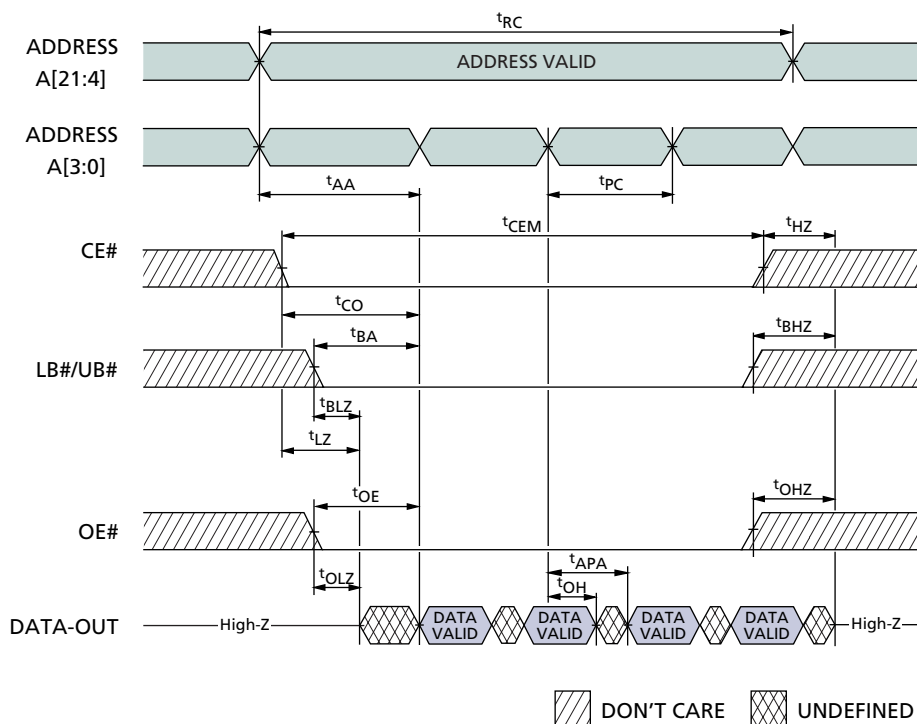 tRC
ADDRESS
A[21:4]
ADDRESS VALID
ADDRESS
A[3:0]
tAA
tPC
tCEM
tHZ
CE#
tCO
tBA
tBHZ
LB#/UB#
tBLZ
tLZ
tOE
tOHZ
OE#
tAPA
tOLZ
tOH
DATA-OUT
High-Z
DATA
VALID
DATA
VALID
DATA
VALID
DATA
VALID
High-Z
DON'T CARE
UNDEFINED